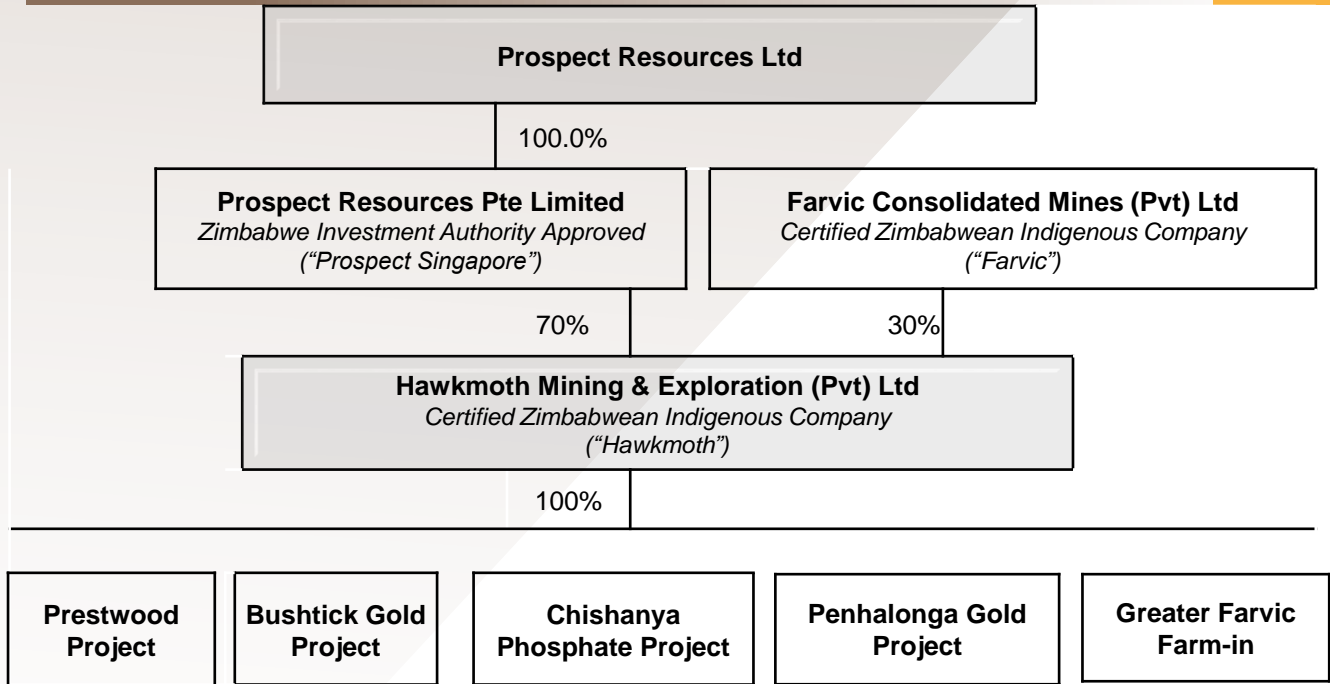 Prospect Resources Ltd
100.0%
Prospect Resources Pte Limited
Zimbabwe Investment Authority Approved
(“Prospect Singapore”)
Farvic Consolidated Mines (Pvt) Ltd
Certified Zimbabwean Indigenous Company
(“Farvic”)
70%
30%
Hawkmoth Mining & Exploration (Pvt) Ltd
Certified Zimbabwean Indigenous Company
(“Hawkmoth”)
100%
Prestwood
Project
Bushtick Gold
Project
Chishanya
Phosphate Project
Penhalonga Gold
Project
Greater Farvic
Farm-in